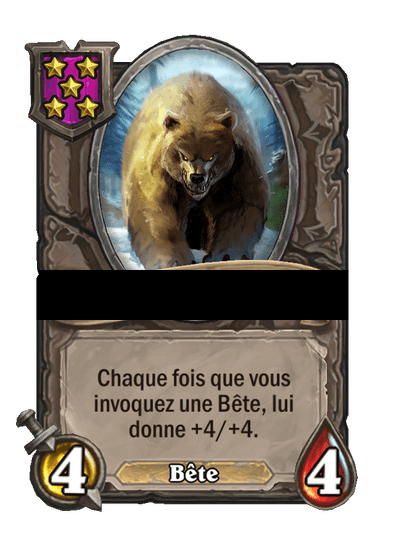 Chaque fois que vous
invoquez une Bête, lui
donne +4/+4.
4
Bête
4